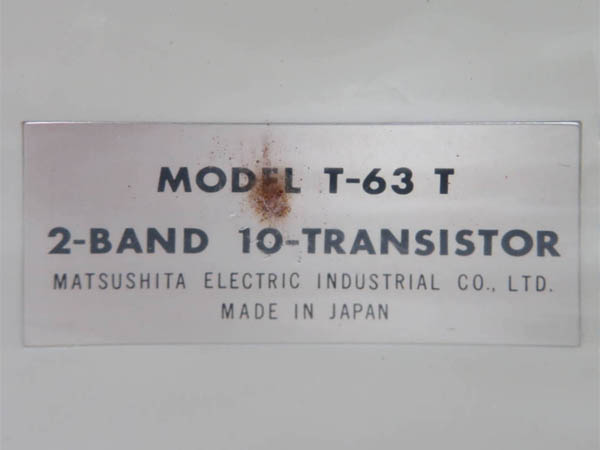 MODEL T-63 T
2-BAND 10-TRANSISTOR
MATSUSHITA ELECTRIC INDUSTRIAL CO., LTD.
MADE IN JAPAN